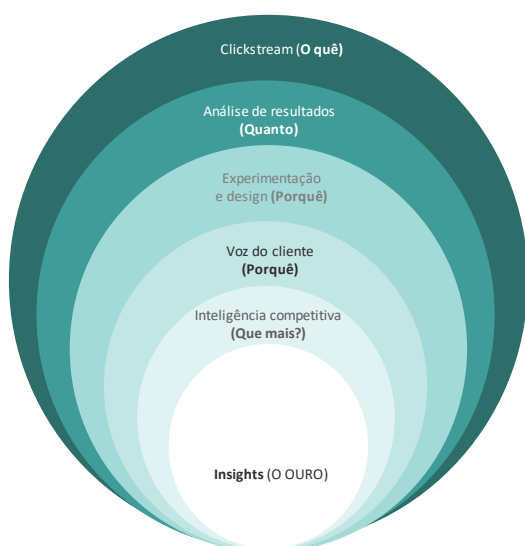 Clickstream (O quê)
Análise de resultados
(Quanto)
Experimentação
e design (Porquê)
Voz do cliente
(Porquê)
Inteligência competitiva
(Que mais?)
Insights (O OURO)